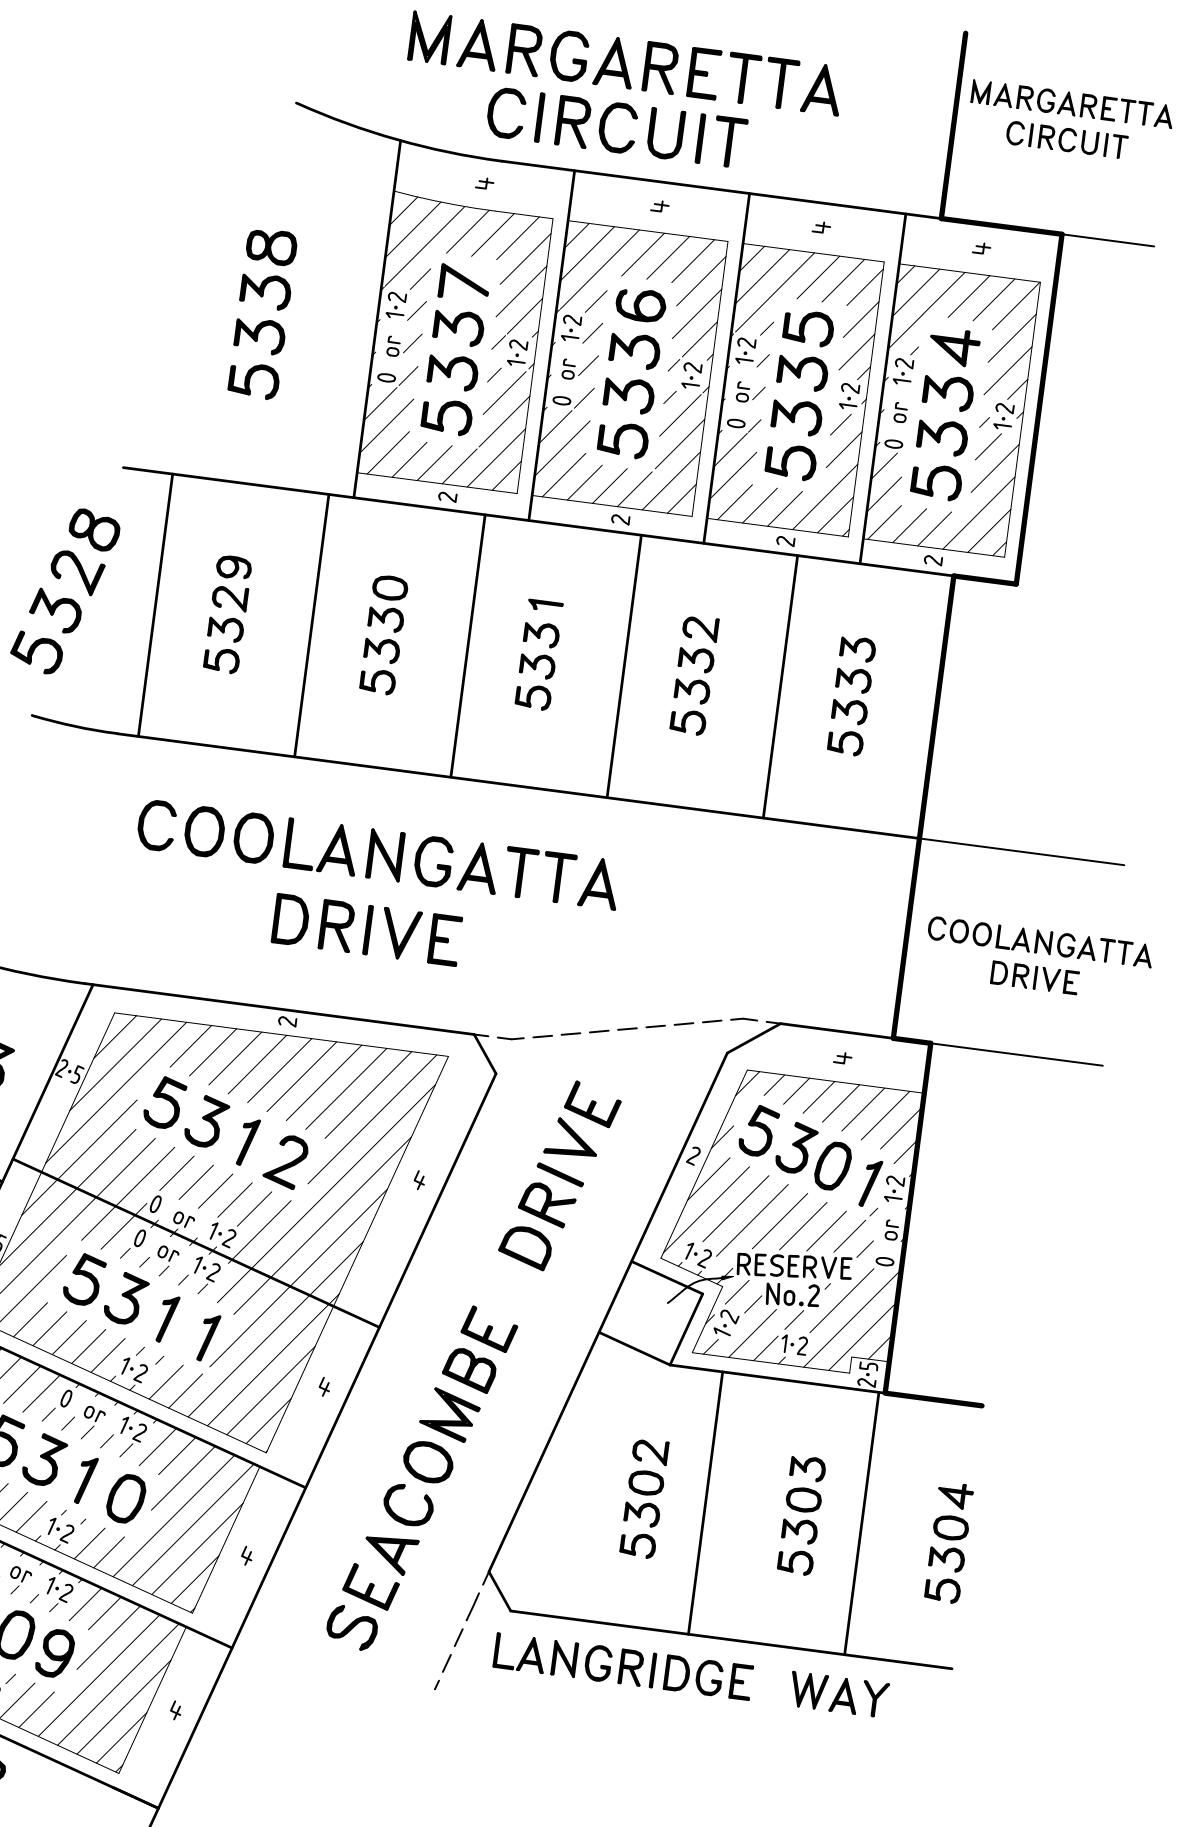 MARGARETTA
CIRCUIT
MARGARETTA
CIRCUIT
4
4
4
4
5338
5337
5336
5335
5334
0 or 1·2
1·2
0 or 1·2
1·2
0 or 1·2
1·2
0 or 1·2
1·2
2
2
2
2
5328
5329
5330
5331
5332
5333
COOLANGATTA
DRIVE
COOLANGATTA
DRIVE
2
2·5
5312
4
0 or 1·2
0 or 1·2
5311
1·2
4
0 or 1·2
5310
1·2
4
or 1·2
09
4
SEACOMBE DRIVE
4
2
5301
0 or 1·2
1·2
RESERVE
No.2
1·2
1·2
2·5
5302
5303
5304
LANGRIDGE WAY